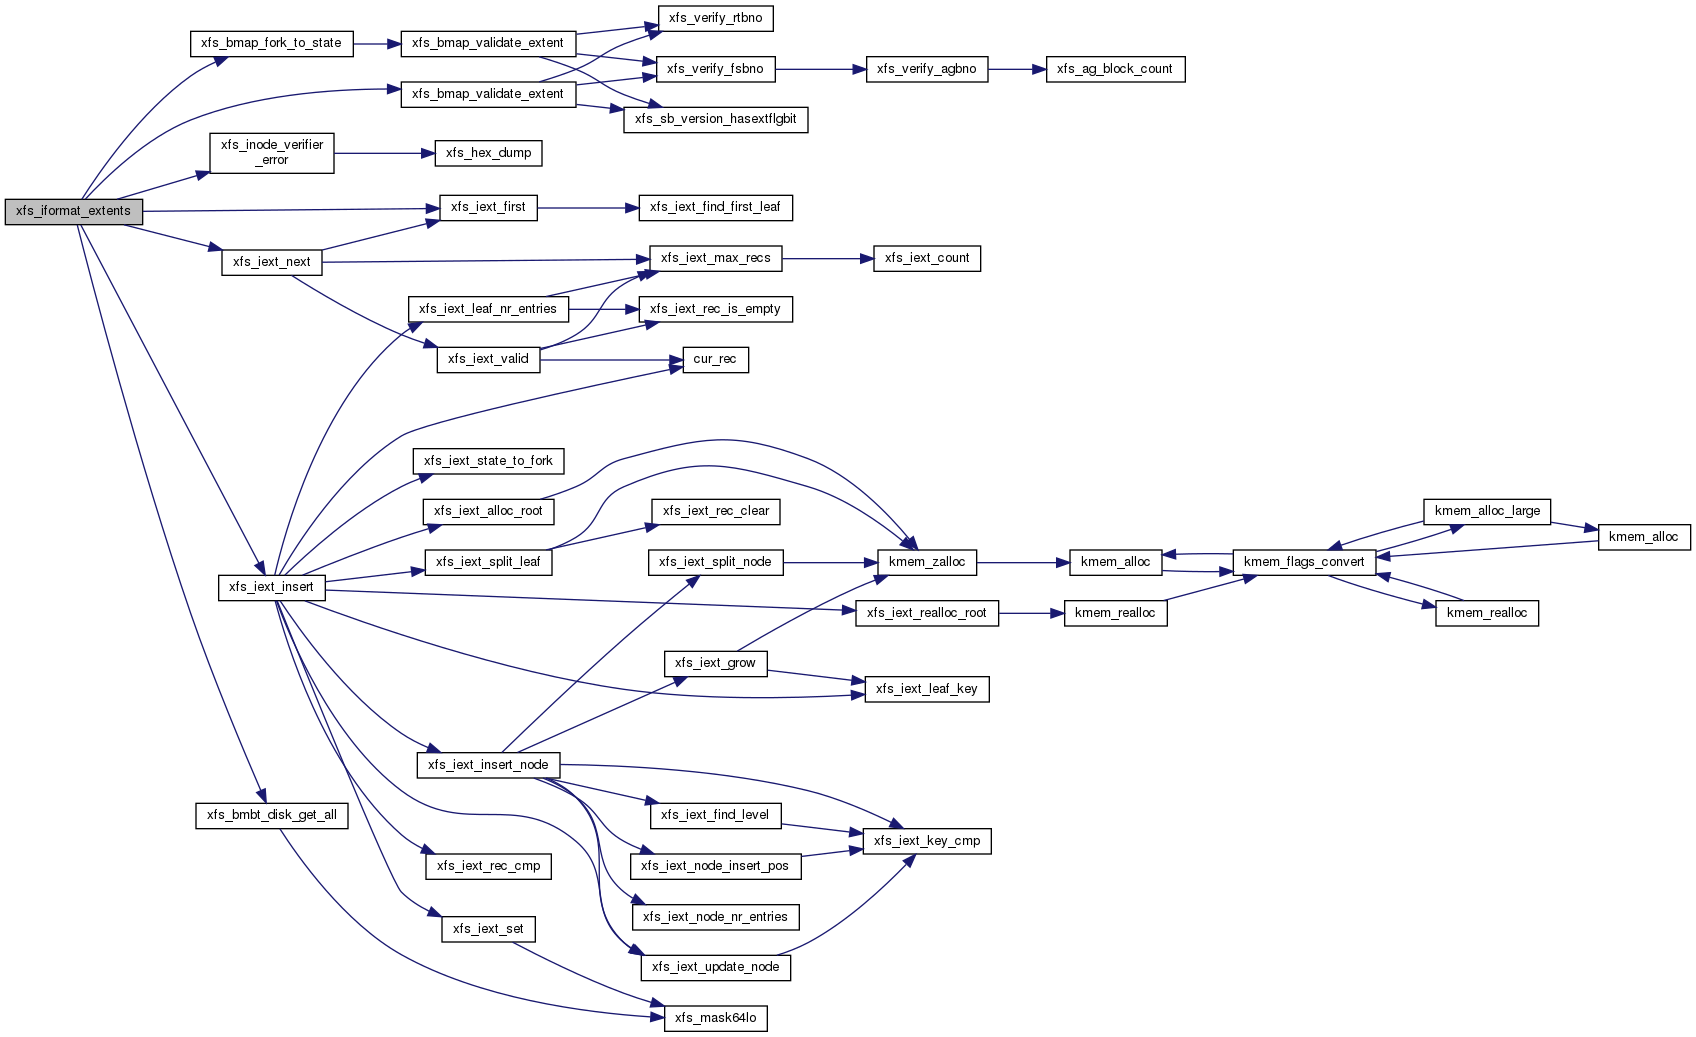 xfs_verify_rtbno
xfs_bmap_fork_to_state
xfs_bmap_validate_extent
xfs_verify_fsbno
xfs_verify_agbno
xfs_ag_block_count
xfs_bmap_validate_extent
xfs_sb_version_hasextflgbit
xfs_inode_verifier
_error
xfs_hex_dump
xfs_iformat_extents
xfs_iext_first
xfs_iext_find_first_leaf
xfs_iext_next
xfs_iext_max_recs
xfs_iext_count
xfs_iext_leaf_nr_entries
xfs_iext_rec_is_empty
xfs_iext_valid
cur_rec
xfs_iext_state_to_fork
xfs_iext_alloc_root
xfs_iext_rec_clear
kmem_alloc_large
kmem_alloc
xfs_iext_split_leaf
xfs_iext_split_node
kmem_zalloc
kmem_alloc
kmem_flags_convert
xfs_iext_insert
xfs_iext_realloc_root
kmem_realloc
kmem_realloc
xfs_iext_grow
xfs_iext_leaf_key
xfs_iext_insert_node
xfs_bmbt_disk_get_all
xfs_iext_find_level
xfs_iext_key_cmp
xfs_iext_rec_cmp
xfs_iext_node_insert_pos
xfs_iext_node_nr_entries
xfs_iext_set
xfs_iext_update_node
xfs_mask64lo